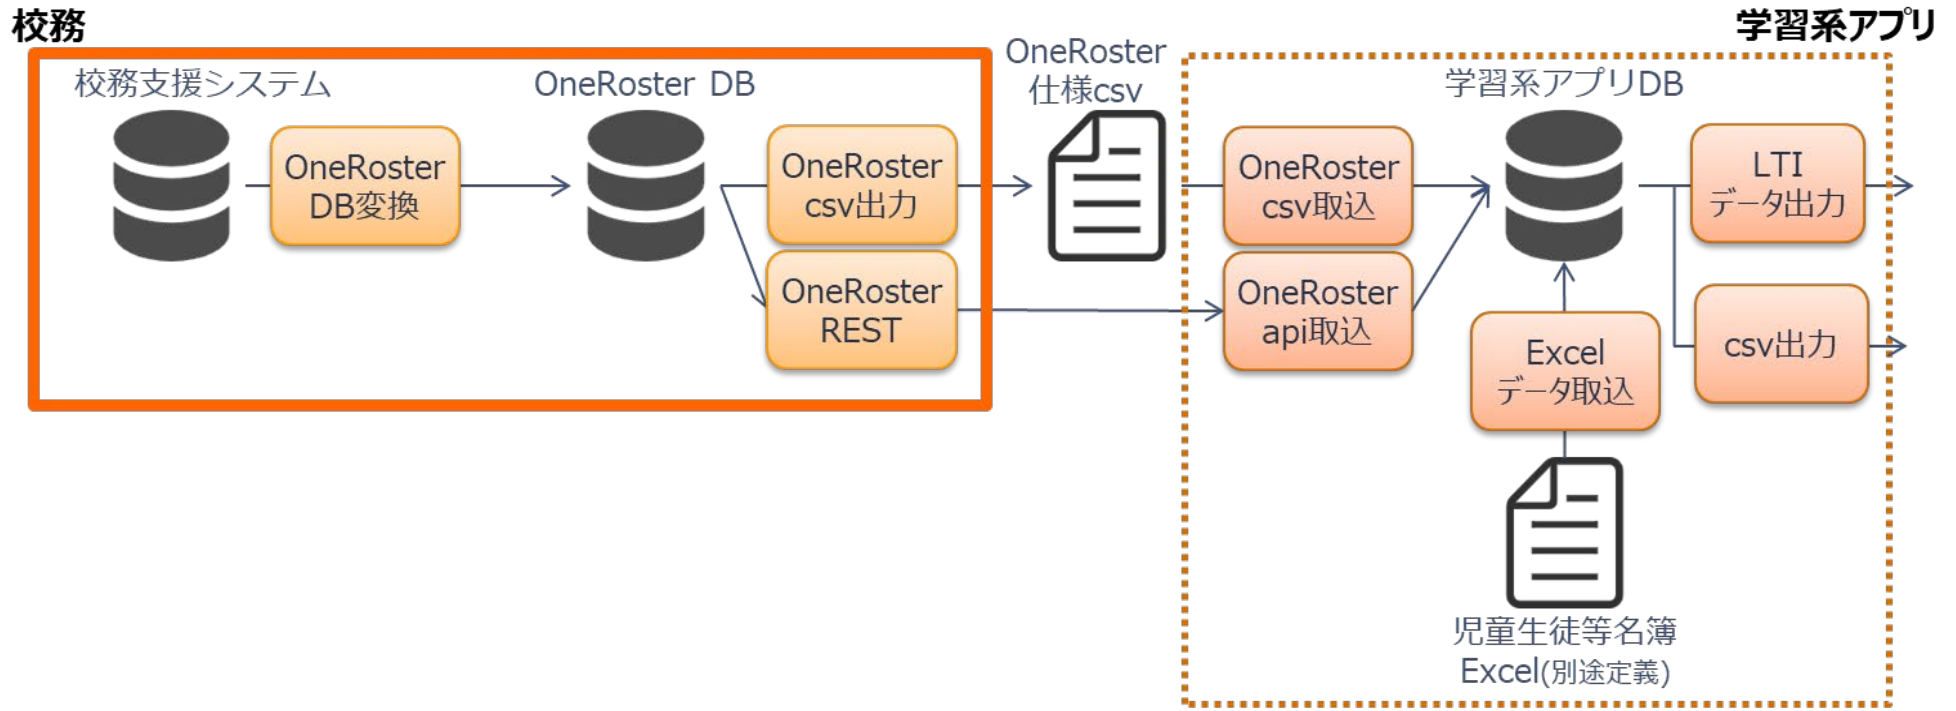 校務
学習系アプリ
校務支援システム
OneRoster DB
OneRoster
仕様csv
学習系アプリDB
OneRoster
DB変換
OneRoster
csv出力
OneRoster
REST
OneRoster
csv取込
OneRoster
api取込
LTI
データ出力
csv出力
Excel
データ取込
児童生徒等名簿
Excel(別途定義)